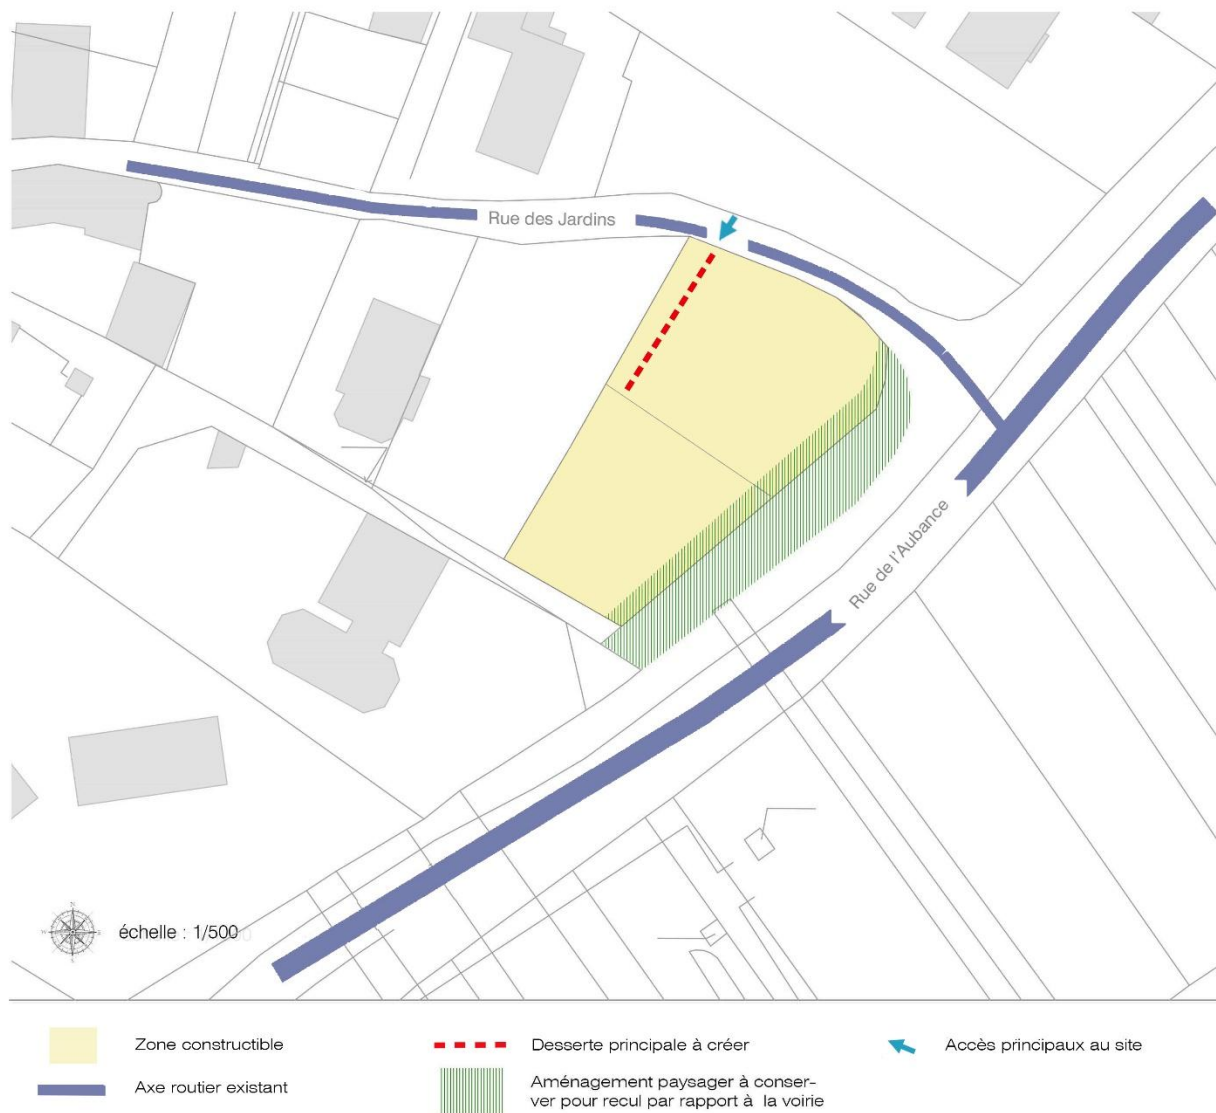 Rue des Jardins
Rue de l'Aubance
échelle : 1/500
Zone constructible
Desserte principale à créer
Accès principaux au site
Axe routier existant
Aménagement paysager à conser-
ver pour recul par rapport à la voirie